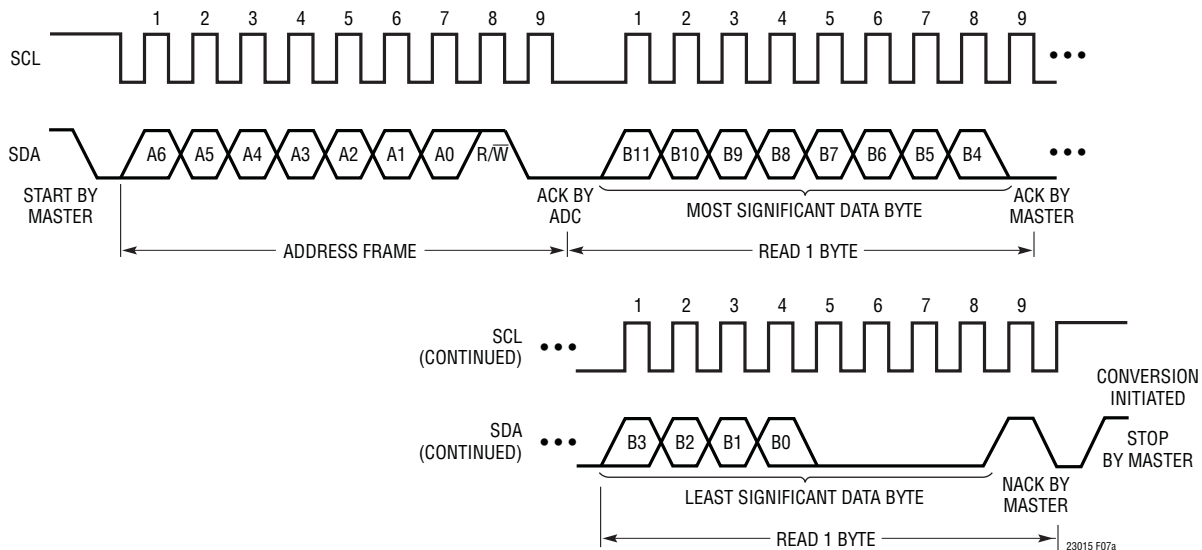 1 2 3 4 5 6 7 8 9 1 2 3 4 5 6 7 8 9
SCL
SDA
A6 A5 A4 A3 A2 A1 A0 R/W̅ B11 B10 B9 B8 B7 B6 B5 B4
START BY
MASTER
ACK BY
ADC
MOST SIGNIFICANT DATA BYTE
ACK BY
MASTER
ADDRESS FRAME
READ 1 BYTE
1 2 3 4 5 6 7 8 9
SCL
(CONTINUED)
CONVERSION
INITIATED
SDA
(CONTINUED)
B3 B2 B1 B0
STOP
BY MASTER
LEAST SIGNIFICANT DATA BYTE
NACK BY
MASTER
READ 1 BYTE
23015 F07a